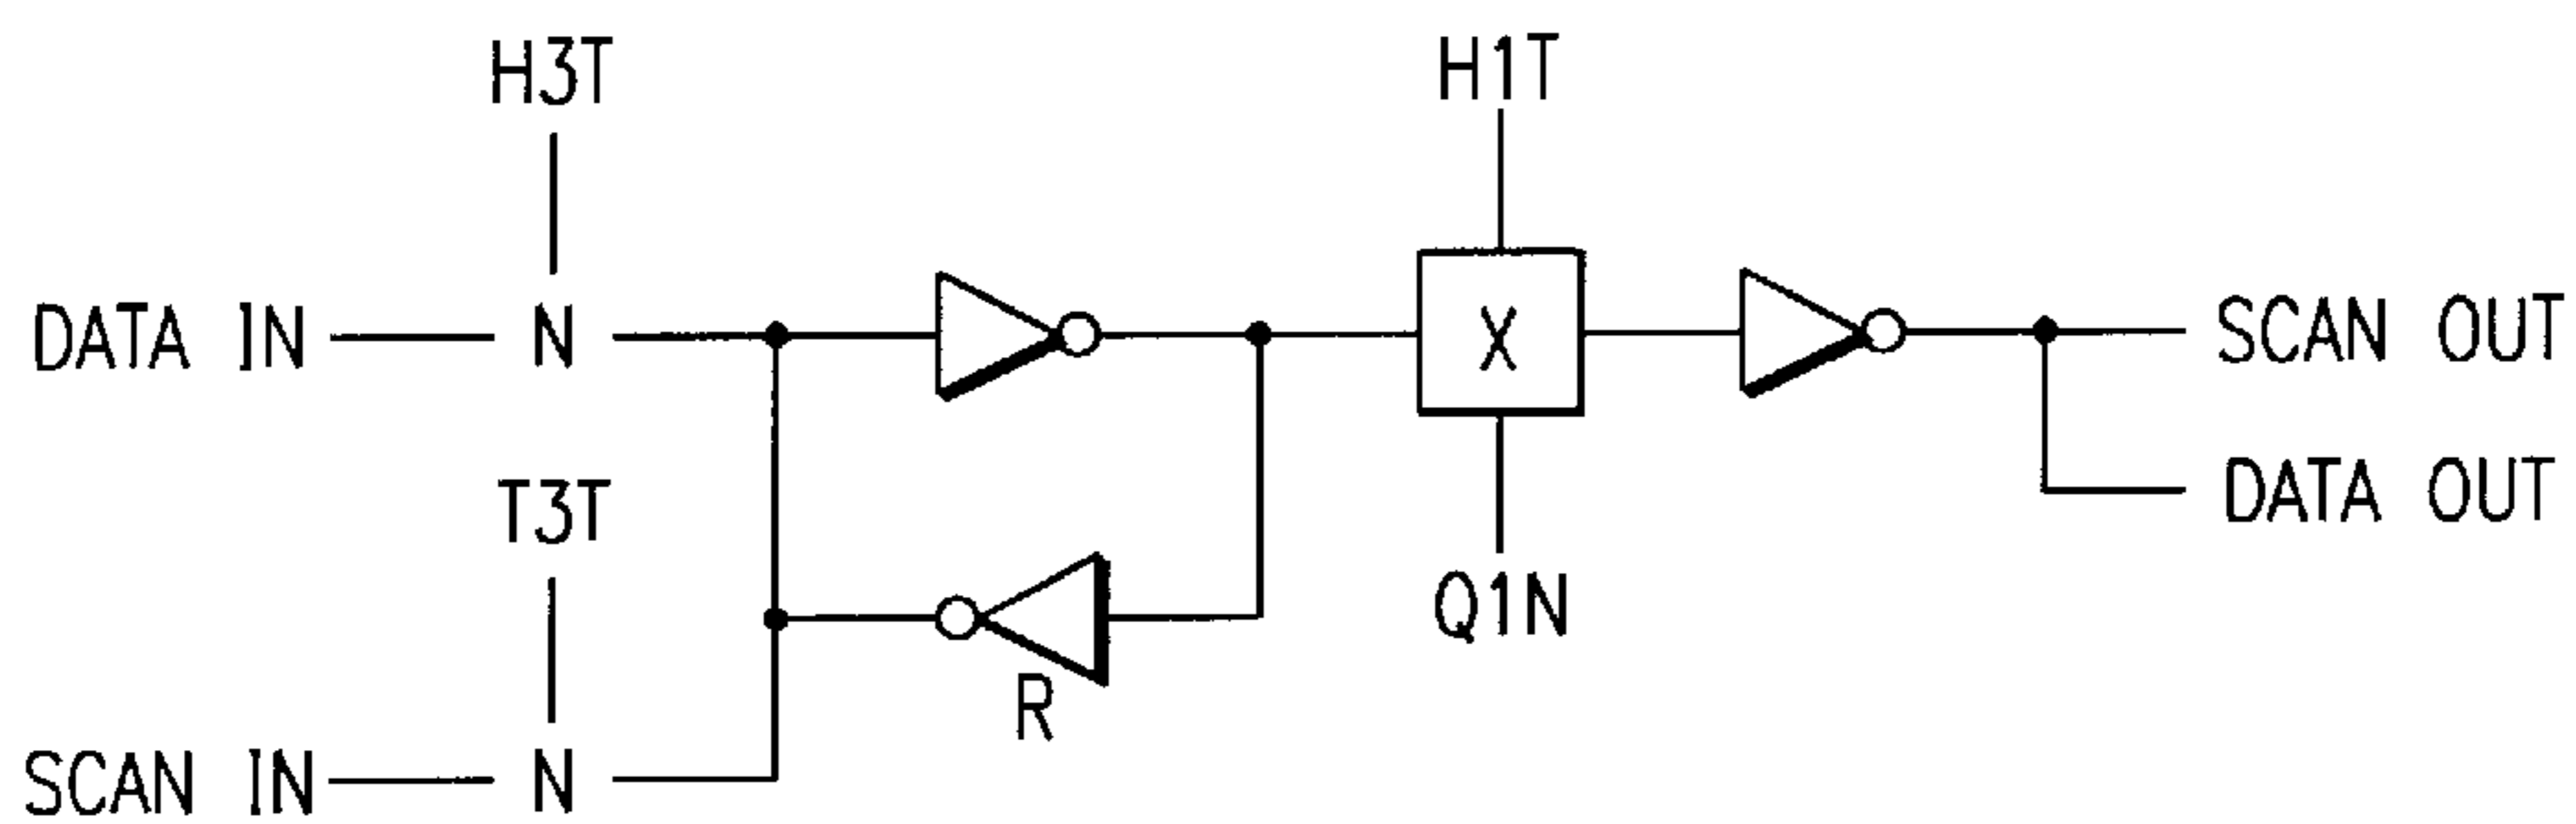 H3T
H1T
DATA IN
N
X
SCAN OUT
DATA OUT
T3T
Q1N
R
SCAN IN
N